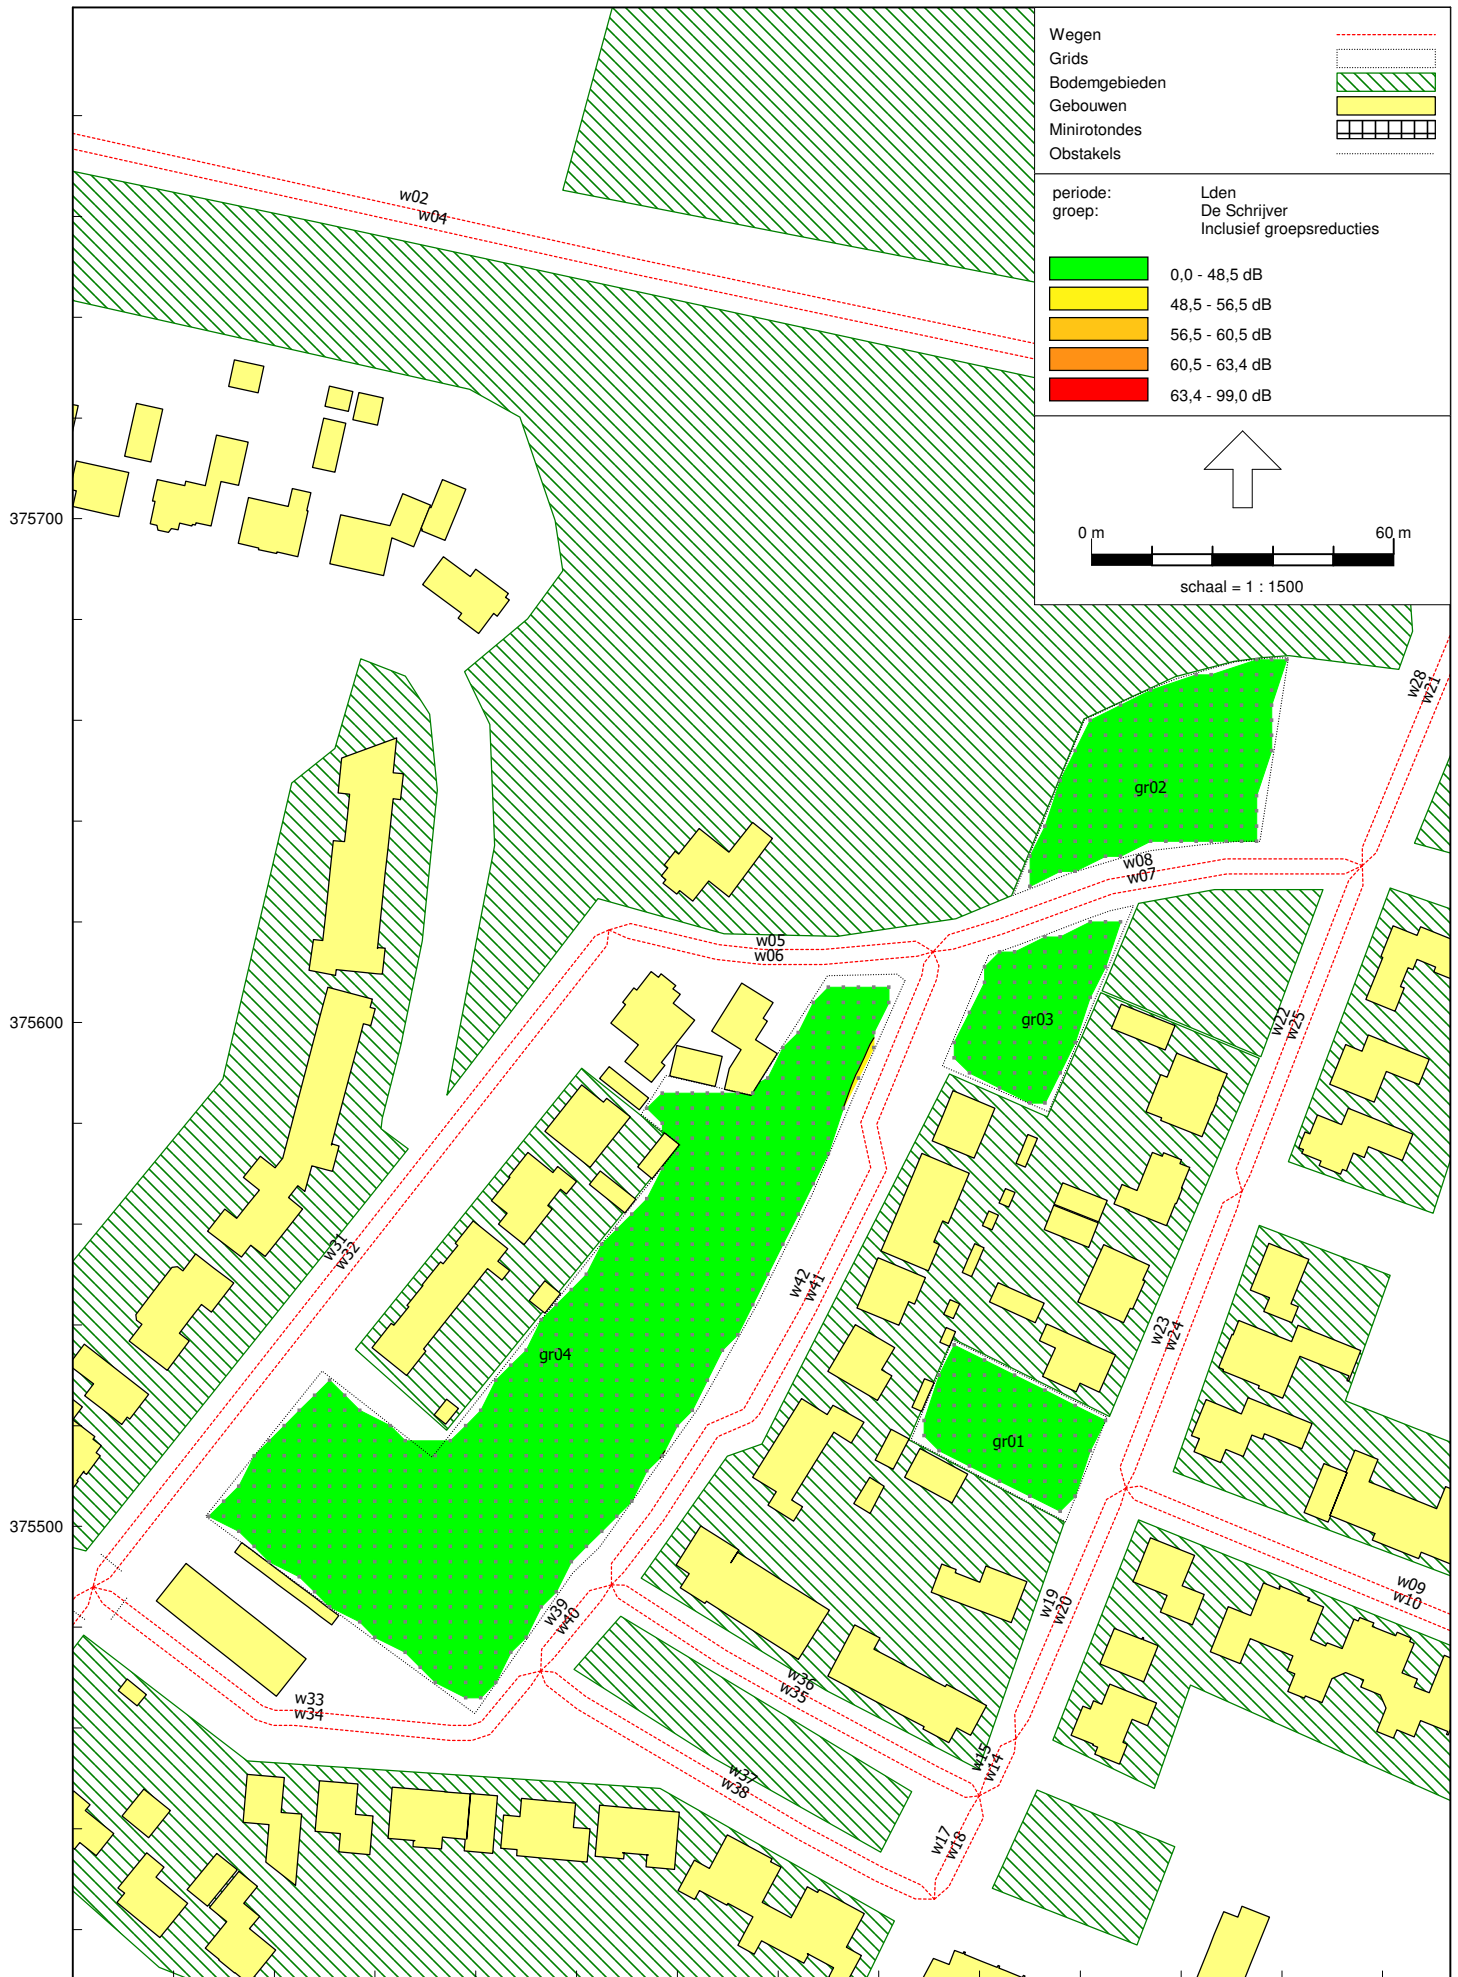 Wegen
Grids
Bodemgebieden
Gebouwen
Minirotondes
Obstakels
periode: Lden
groep: De Schrijver
Inclusief groepsreducties
0,0 - 48,5 dB
48,5 - 56,5 dB
56,5 - 60,5 dB
60,5 - 63,4 dB
63,4 - 99,0 dB
0 m 60 m
schaal = 1 : 1500
w02
w04
375700
w28
w21
gr02
w08
w07
w05
w06
gr03
375600
w22
w25
w31
w32
w42
w41
w23
w24
gr04
gr01
375500
w09
w10
w39
w40
w19
w20
w36
w35
w33
w34
w15
w14
w37
w38
w17
w18